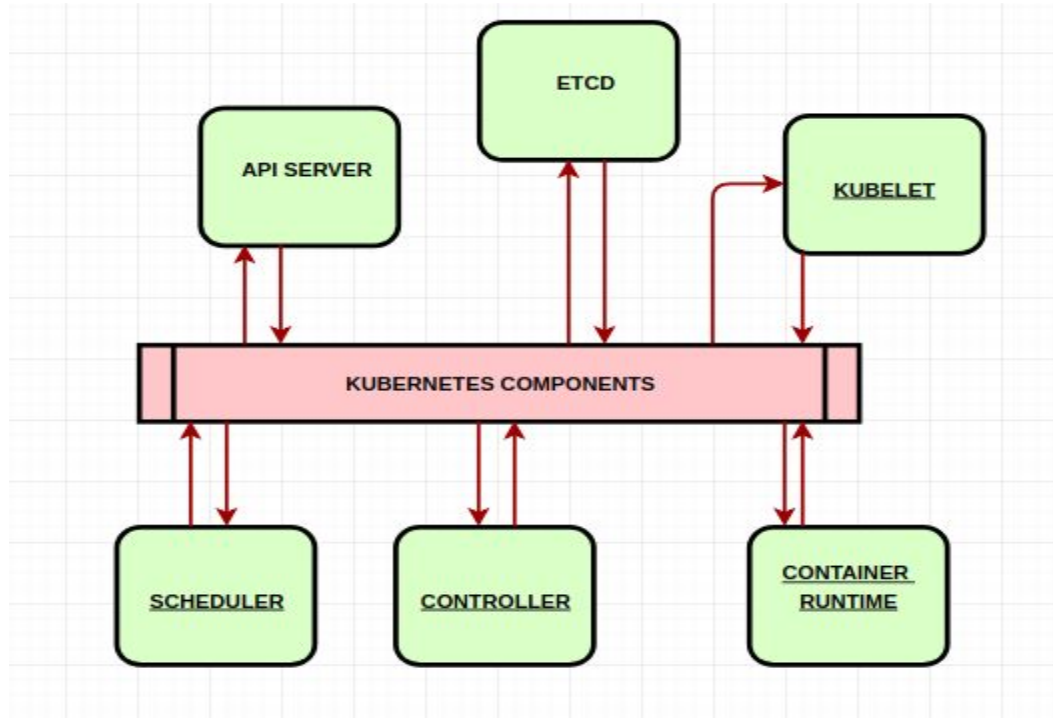 ETCD
API SERVER
KUBELET
KUBERNETES COMPONENTS
SCHEDULER
CONTROLLER
CONTAINER
RUNTIME